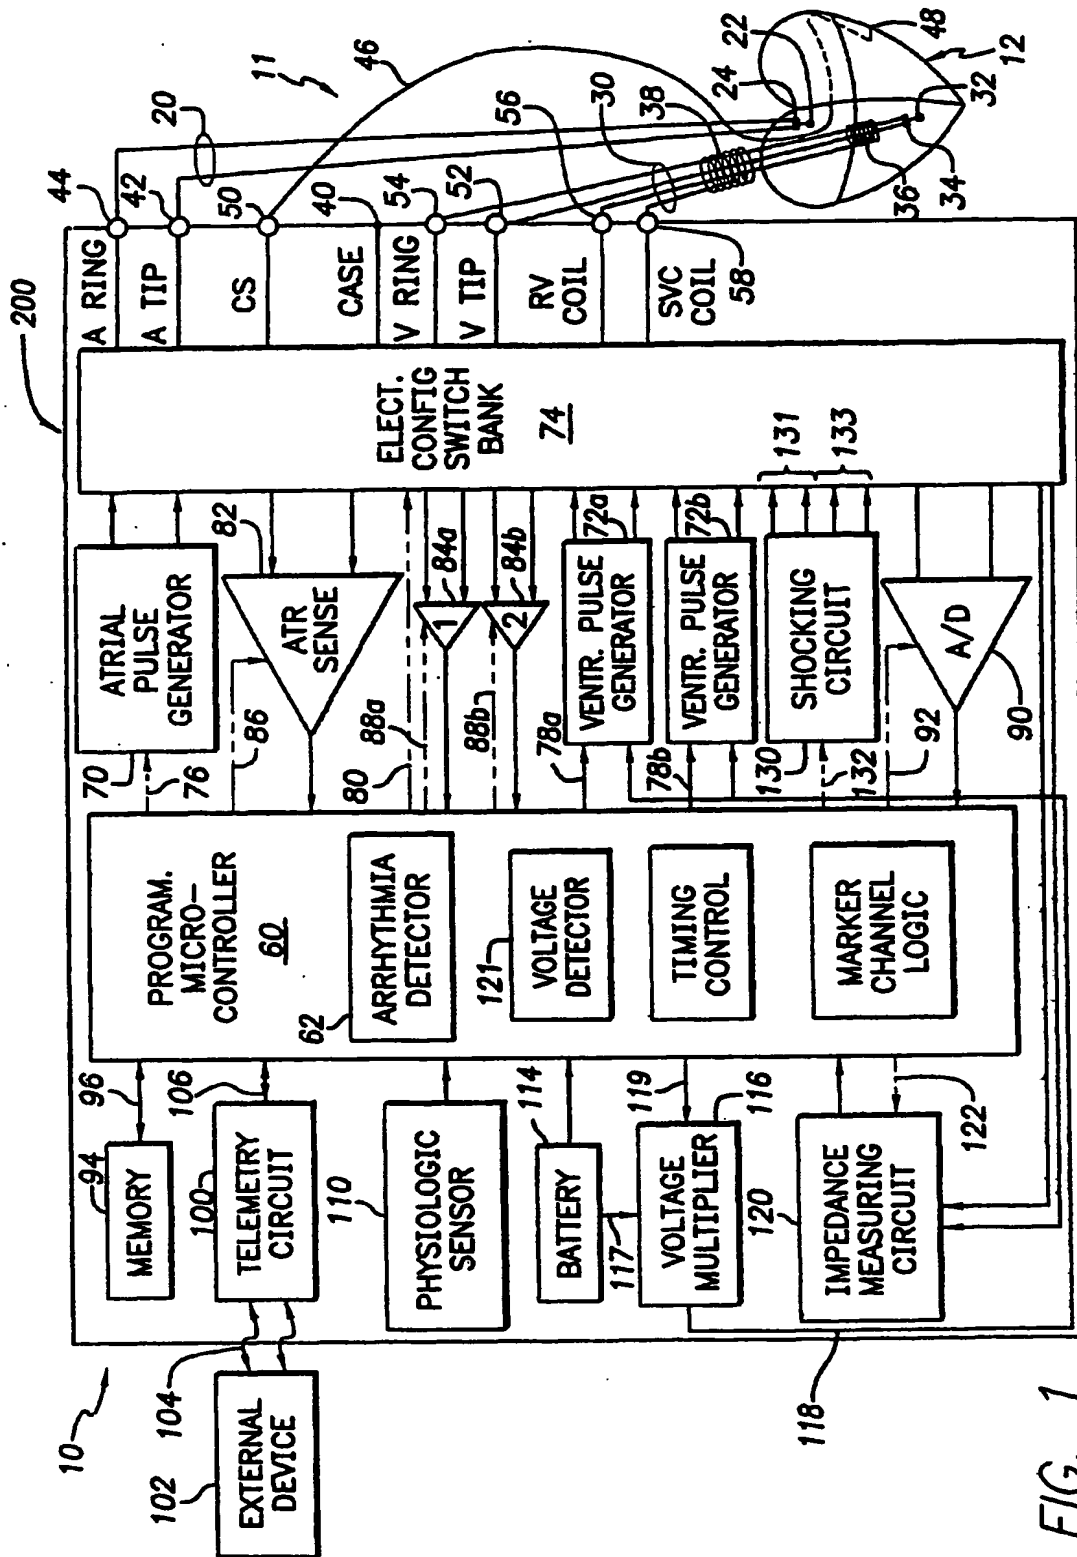 200
11
10
44
A RING
42
A TIP
50
CS
40
CASE
54
V RING
52
V TIP
56
RV
COIL
SVC
COIL
58
20
46
30
38
24
22
48
12
32
34
36
ELECT.
CONFIG
SWITCH
BANK
74
ATRIAL
PULSE
GENERATOR
70
76
82
ATR
SENSE
86
80
88a
84a
1
88b
84b
2
78a
VENTR. PULSE
GENERATOR
72a
78b
VENTR. PULSE
GENERATOR
72b
131
133
SHOCKING
CIRCUIT
130
132
A/D
92
90
PROGRAM.
MICRO-
CONTROLLER
60
ARRHYTHMIA
DETECTOR
62
VOLTAGE
DETECTOR
121
TIMING
CONTROL
MARKER
CHANNEL
LOGIC
94
MEMORY
96
100
TELEMETRY
CIRCUIT
106
110
PHYSIOLOGIC
SENSOR
BATTERY
114
117
119
VOLTAGE
MULTIPLIER
116
120
IMPEDANCE
MEASURING
CIRCUIT
122
118
104
102
EXTERNAL
DEVICE
FIG. 1